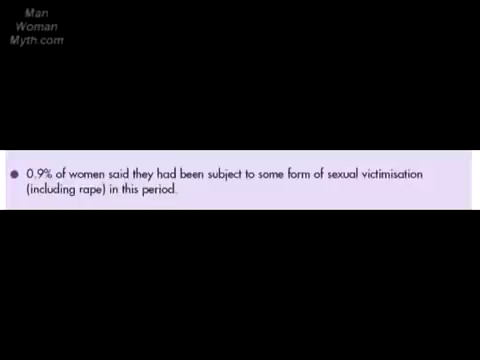 Man
Woman
Myth.com
0.9% of women said they had been subject to some form of sexual victimisation
(including rape) in this period.